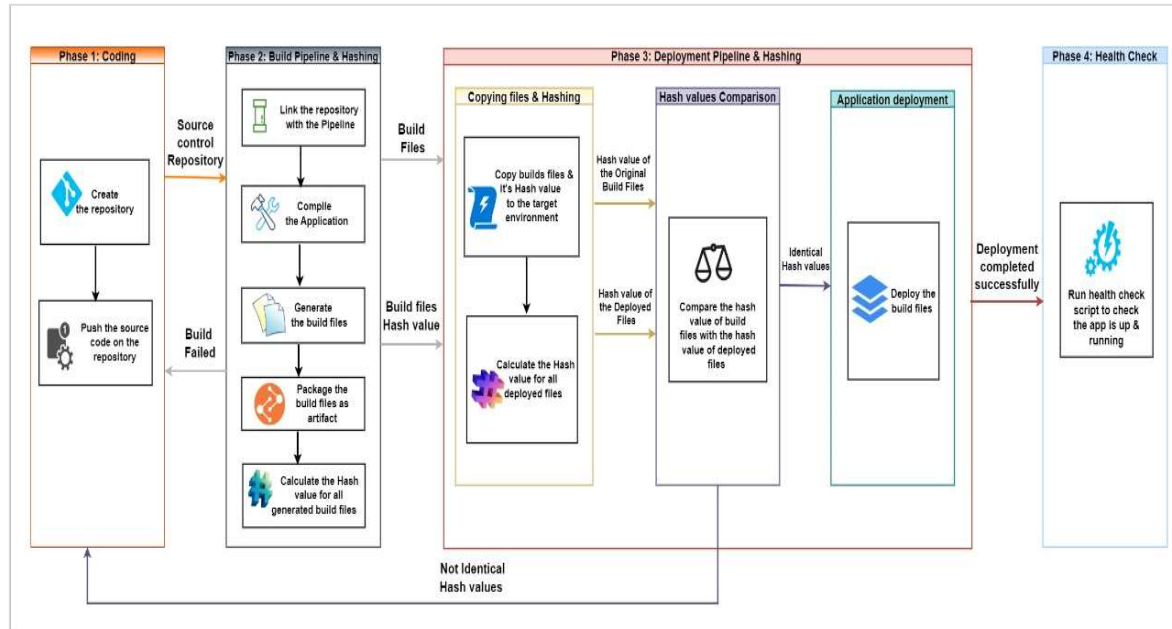 Phase 1: Coding
Create
the repository
Push the source
code on the
repository
Source
control
Repository
Build
Failed
Phase 2: Build Pipeline & Hashing
Link the repository
with the Pipeline
Complie
the Application
Generate
the build files
Package the
build files as
artifact
Calculate the Hash
value for all
generated build files
Build
Files
Build files
Hash value
Phase 3: Deployment Pipeline & Hashing
Copying files & Hashing
Copy builds files &
it's Hash value
to the target
environment
Calculate the Hash
value for all
deployed files
Hash value of
the Original
Build Files
Hash value of
the Deployed
Files
Hash values Comparison
Compare the hash
value of build
files with the hash
value of deployed
files
Identical
Hash values
Application deployment
Deploy the
build files
Deployment
completed
successfully
Phase 4: Health Check
Run health check
script to check
the app is up &
running
Not Identical
Hash values